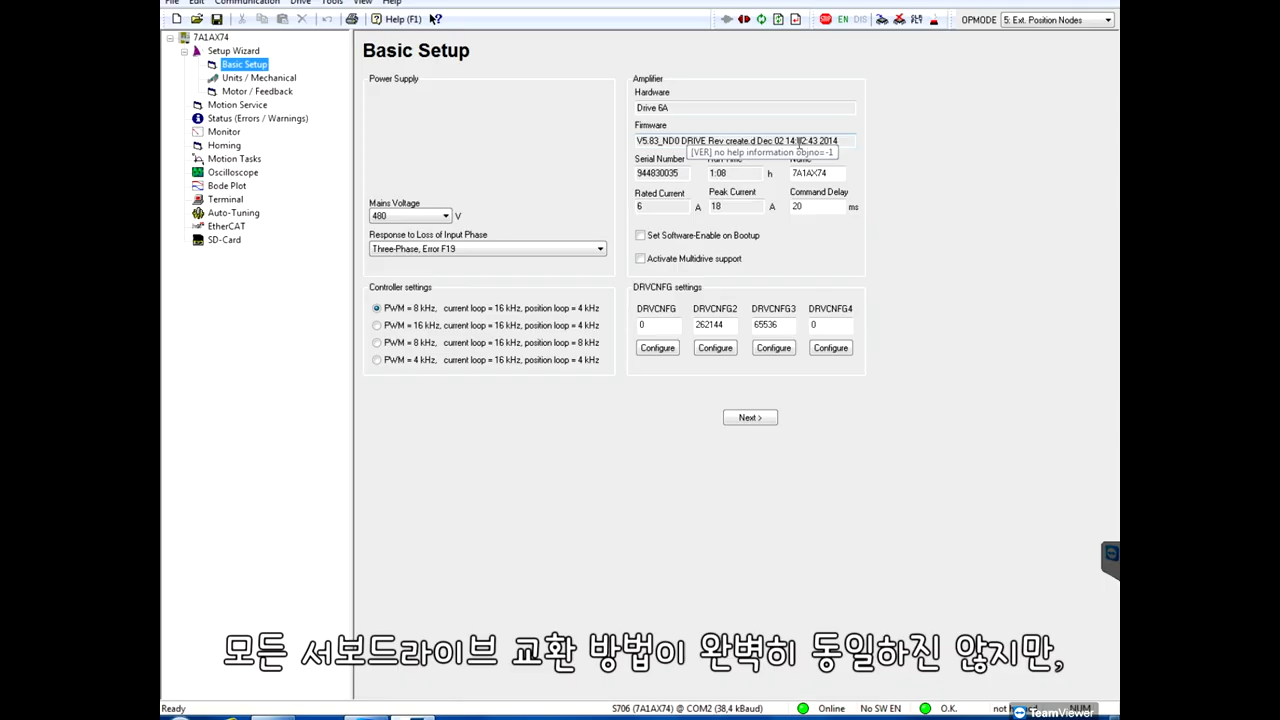 File Edit Communication Drive Tools View Help
Help (F1)
EN DIS
OPMODE 5: Ext. Position Nodes
7A1AX74
Setup Wizard
Basic Setup
Units / Mechanical
Motor / Feedback
Motion Service
Status (Errors / Warnings)
Monitor
Homing
Motion Tasks
Oscilloscope
Bode Plot
Terminal
Auto-Tuning
EtherCAT
SD-Card
Basic Setup
Power Supply
Mains Voltage
480 V
Response to Loss of Input Phase
Three-Phase, Error F19
Amplifier
Hardware
Drive 6A
Firmware
V5.83_ND0 DRIVE Rev create.d Dec 02 14:02:43 2014
[VER] no help information objno=-1
Serial Number Run Time Name
944830035 1:08 h 7A1AX74
Rated Current Peak Current Command Delay
6 A 18 A 20 ms
Set Software-Enable on Bootup
Activate Multidrive support
Controller settings
PWM = 8 kHz, current loop = 16 kHz, position loop = 4 kHz
PWM = 16 kHz, current loop = 16 kHz, position loop = 4 kHz
PWM = 8 kHz, current loop = 16 kHz, position loop = 8 kHz
PWM = 4 kHz, current loop = 16 kHz, position loop = 4 kHz
DRVCNFG settings
DRVCNFG DRVCNFG2 DRVCNFG3 DRVCNFG4
0 262144 65536 0
Configure Configure Configure Configure
Next >
모든 서보드라이브 교환 방법이 완벽히 동일하진 않지만,
Ready S706 (7A1AX74) @ COM2 (38,4 kBaud) Online No SW EN O.K. NUM
TeamViewer